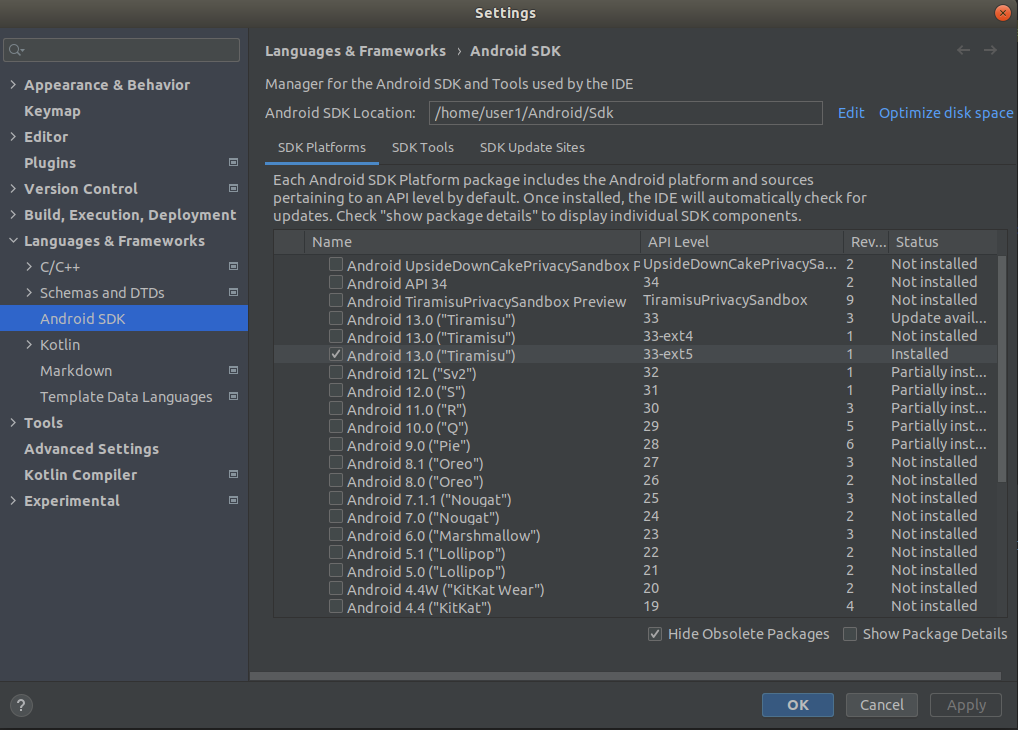 Settings
Languages & Frameworks › Android SDK
Manager for the Android SDK and Tools used by the IDE
Android SDK Location: /home/user1/Android/Sdk Edit Optimize disk space
SDK Platforms SDK Tools SDK Update Sites
Each Android SDK Platform package includes the Android platform and sources
pertaining to an API level by default. Once installed, the IDE will automatically check for
updates. Check "show package details" to display individual SDK components.
Appearance & Behavior
Keymap
Editor
Plugins
Version Control
Build, Execution, Deployment
Languages & Frameworks
C/C++
Schemas and DTDs
Android SDK
Kotlin
Markdown
Template Data Languages
Tools
Advanced Settings
Kotlin Compiler
Experimental
Name API Level Rev... Status
Android UpsideDownCakePrivacySandbox P UpsideDownCakePrivacySa... 2 Not installed
Android API 34 34 2 Not installed
Android TiramisuPrivacySandbox Preview TiramisuPrivacySandbox 9 Not installed
Android 13.0 ("Tiramisu") 33 3 Update avail...
Android 13.0 ("Tiramisu") 33-ext4 1 Not installed
Android 13.0 ("Tiramisu") 33-ext5 1 Installed
Android 12L ("Sv2") 32 1 Partially inst...
Android 12.0 ("S") 31 1 Partially inst...
Android 11.0 ("R") 30 3 Partially inst...
Android 10.0 ("Q") 29 5 Partially inst...
Android 9.0 ("Pie") 28 6 Partially inst...
Android 8.1 ("Oreo") 27 3 Not installed
Android 8.0 ("Oreo") 26 2 Not installed
Android 7.1.1 ("Nougat") 25 3 Not installed
Android 7.0 ("Nougat") 24 2 Not installed
Android 6.0 ("Marshmallow") 23 3 Not installed
Android 5.1 ("Lollipop") 22 2 Not installed
Android 5.0 ("Lollipop") 21 2 Not installed
Android 4.4W ("KitKat Wear") 20 2 Not installed
Android 4.4 ("KitKat") 19 4 Not installed
Hide Obsolete Packages Show Package Details
? OK Cancel Apply